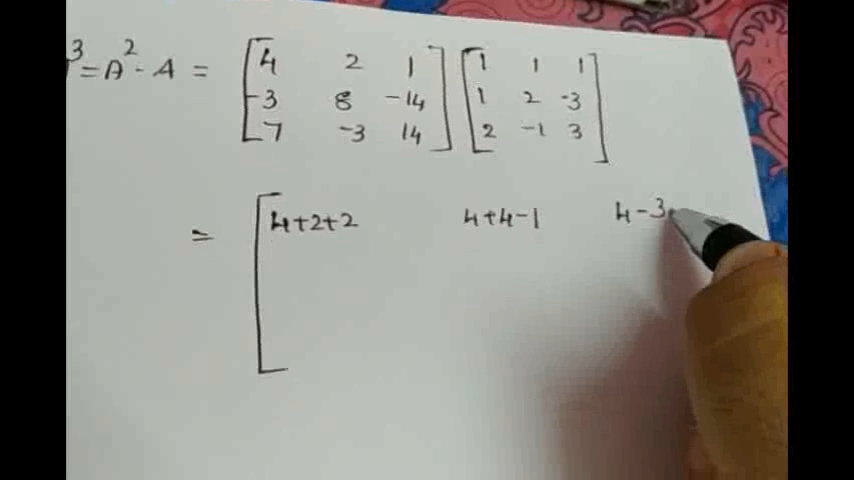 3 = A² - A = [ 4 2 1 ] [ 1 1 1 ]
-3 8 -14 1 2 -3
7 -3 14 2 -1 3
= [ 4+2+2 4+4-1 4-3